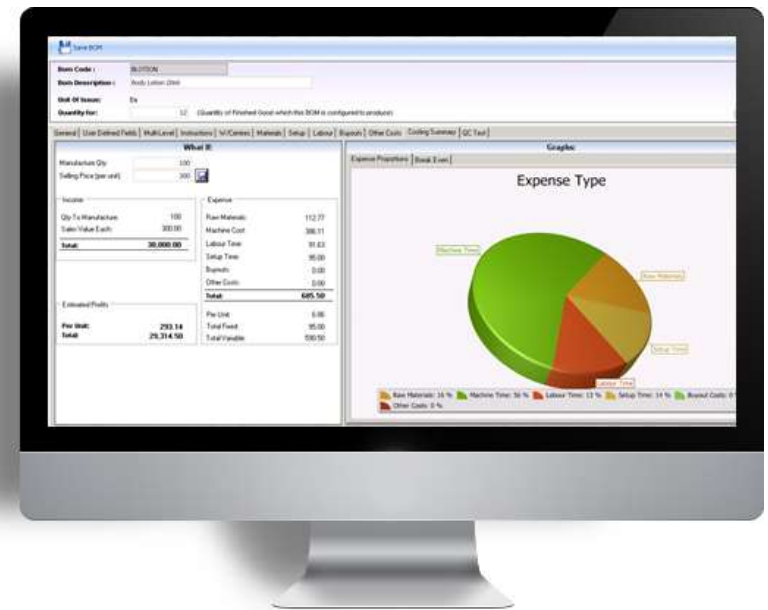 Save BOM
Bom Code : BLOTION
Bom Description : Body Lotion 20ml
Unit Of Issue: Ea
Quantity for: 12 (Quantity of Finished Good which this BOM is configured to produce)
General User Defined Fields Multi-Level Instructions W/Centres Materials Setup Labour Buyouts Other Costs Costing Summary QC Test
What If:
Manufacture Qty 100
Selling Price (per unit) 300
Income
Qty To Manufacture: 100
Sales Value Each: 300.00
Total: 30,000.00
Estimated Profits
Per Unit: 293.14
Total: 29,314.50
Expense
Raw Materials: 112.77
Machine Cost 386.11
Labour Time: 91.63
Setup Time: 95.00
Buyouts: 0.00
Other Costs: 0.00
Total: 685.50
Per Unit: 6.86
Total Fixed: 95.00
Total Variable: 590.50
Graphs:
Expense Proportions Break Even
Expense Type
Machine Time
Raw Materials
Setup Time
Labour Time
Raw Materials: 16 % Machine Time: 56 % Labour Time: 13 % Setup Time: 14 % Buyout Costs: 0 %
Other Costs: 0 %